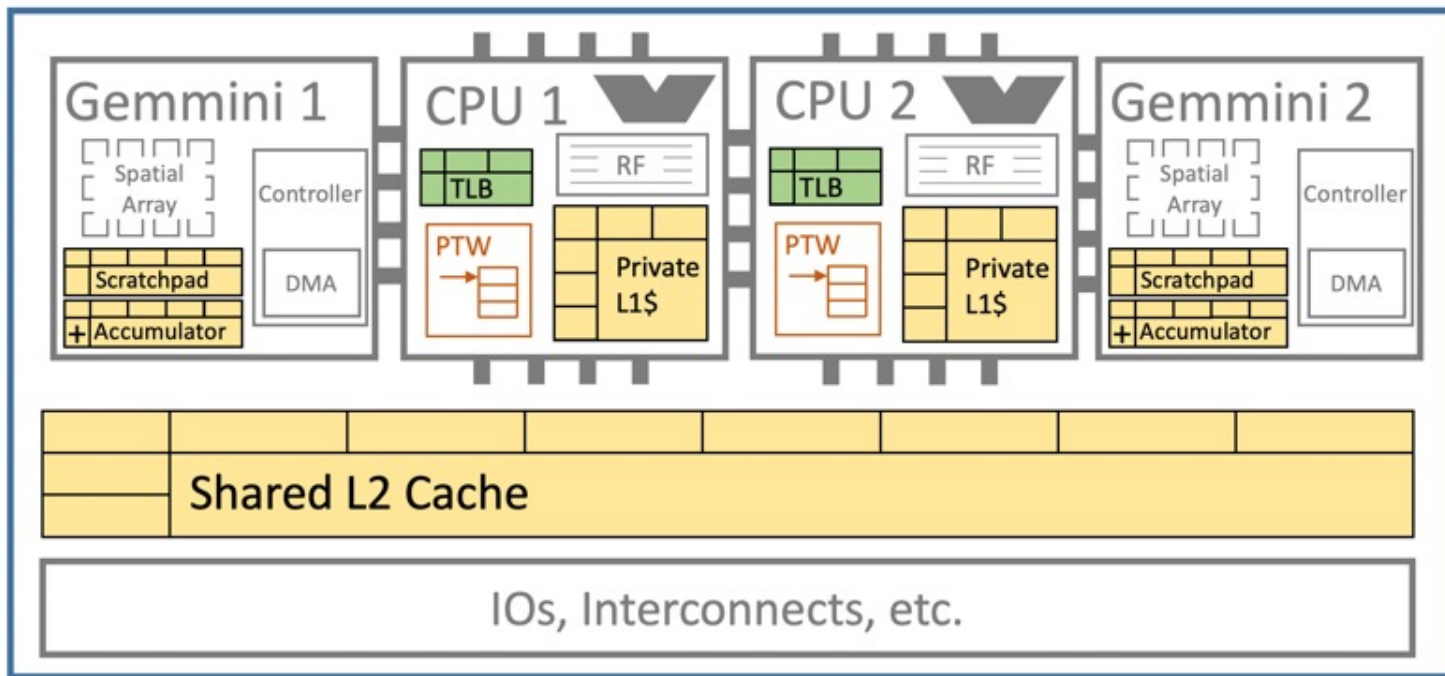 Gemmini 1
Spatial
Array
Controller
DMA
Scratchpad
+ Accumulator
CPU 1
TLB
RF
PTW
Private
L1$
CPU 2
TLB
RF
PTW
Private
L1$
Gemmini 2
Spatial
Array
Controller
DMA
Scratchpad
+ Accumulator
Shared L2 Cache
IOs, Interconnects, etc.